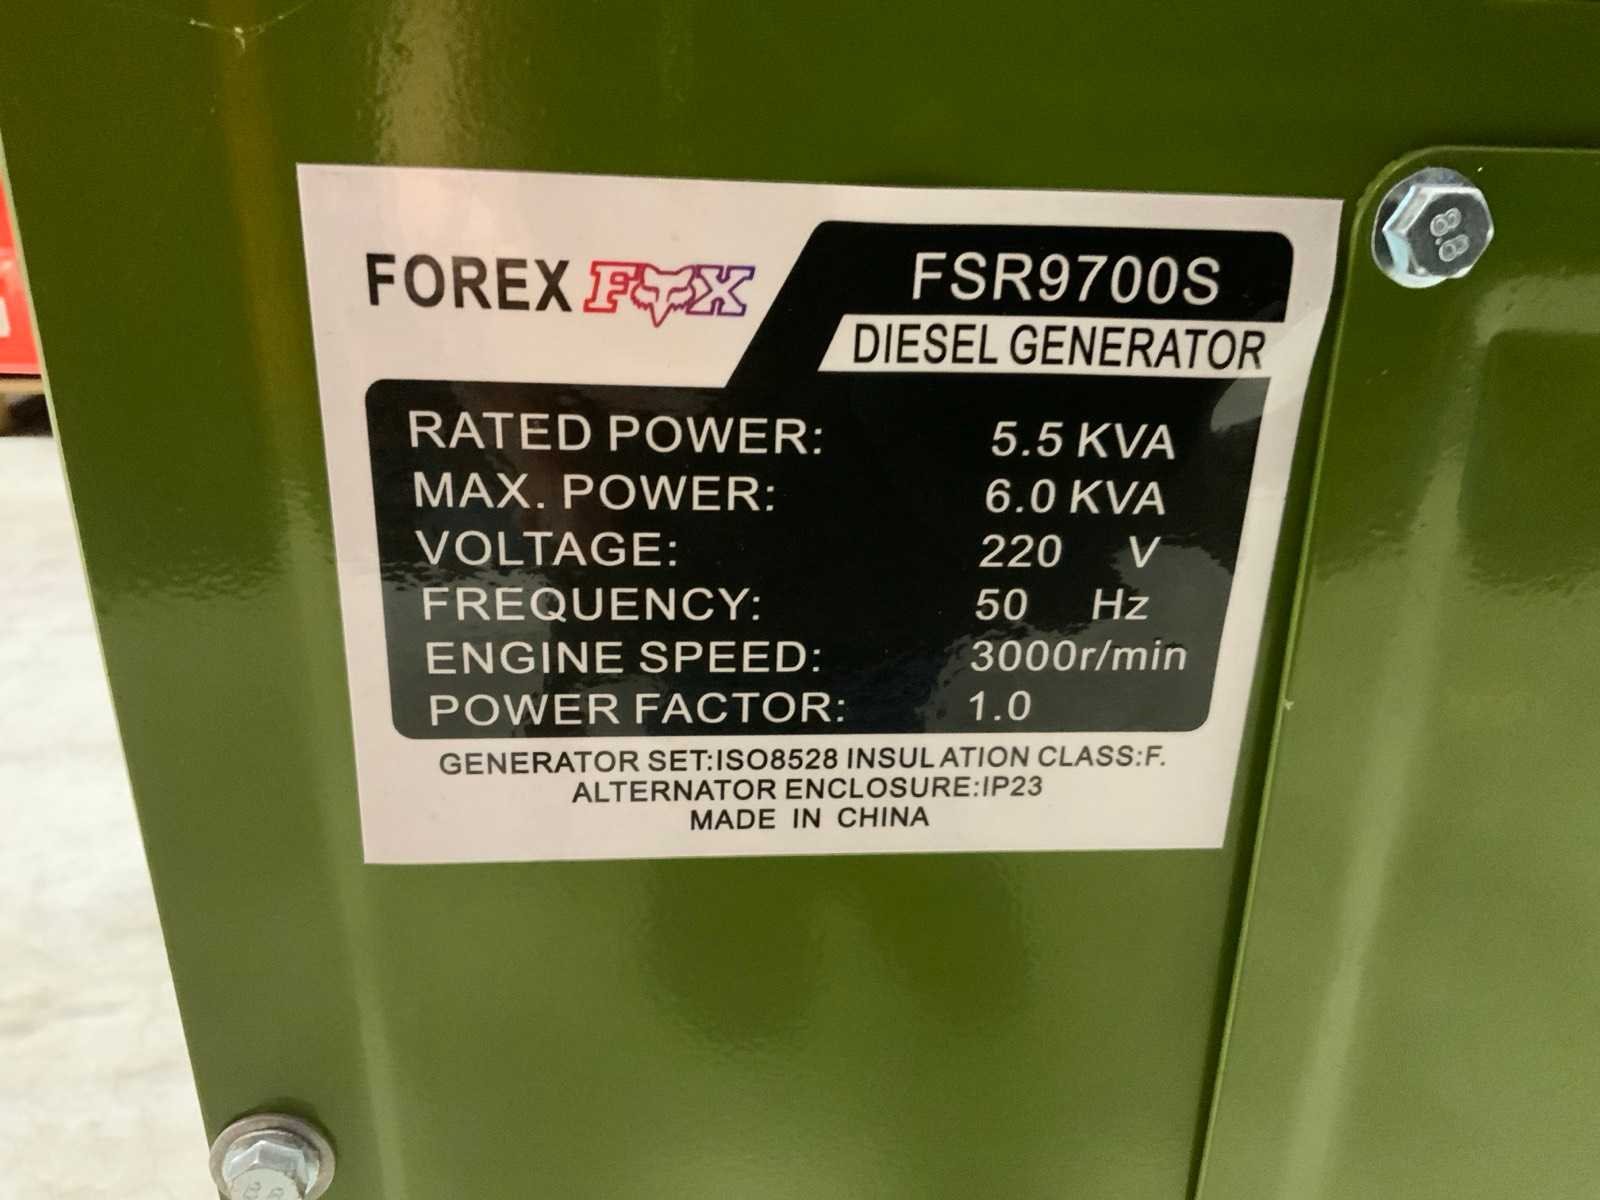 FOREX FOX
FSR9700S
DIESEL GENERATOR
RATED POWER: 5.5 KVA
MAX. POWER: 6.0 KVA
VOLTAGE: 220 V
FREQUENCY: 50 Hz
ENGINE SPEED: 3000r/min
POWER FACTOR: 1.0
GENERATOR SET:ISO8528 INSULATION CLASS:F.
ALTERNATOR ENCLOSURE:IP23
MADE IN CHINA
8.8
8.8